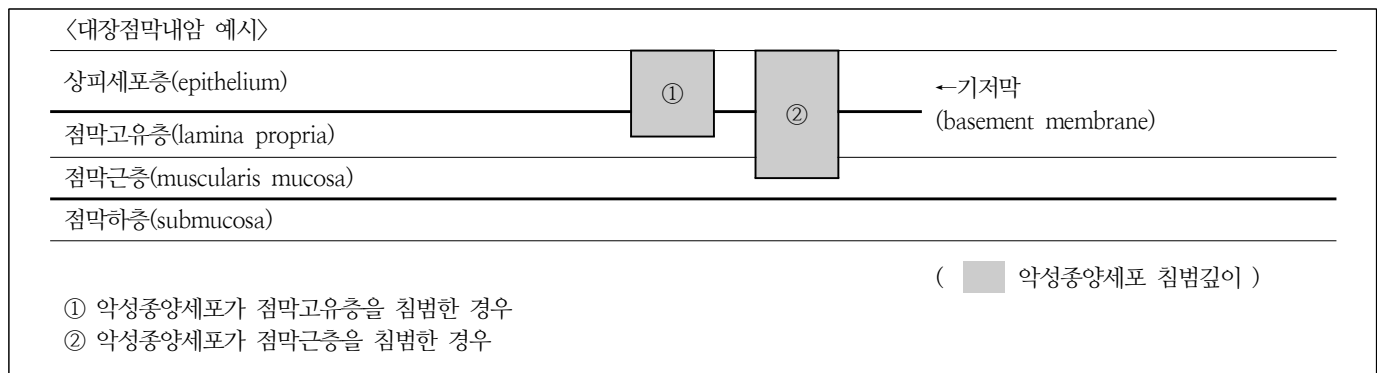 〈대장점막내암 예시〉
상피세포층(epithelium)
①
②
←기저막
(basement membrane)
점막고유층(lamina propria)
점막근층(muscularis mucosa)
점막하층(submucosa)
( 악성종양세포 침범깊이 )
① 악성종양세포가 점막고유층을 침범한 경우
② 악성종양세포가 점막근층을 침범한 경우